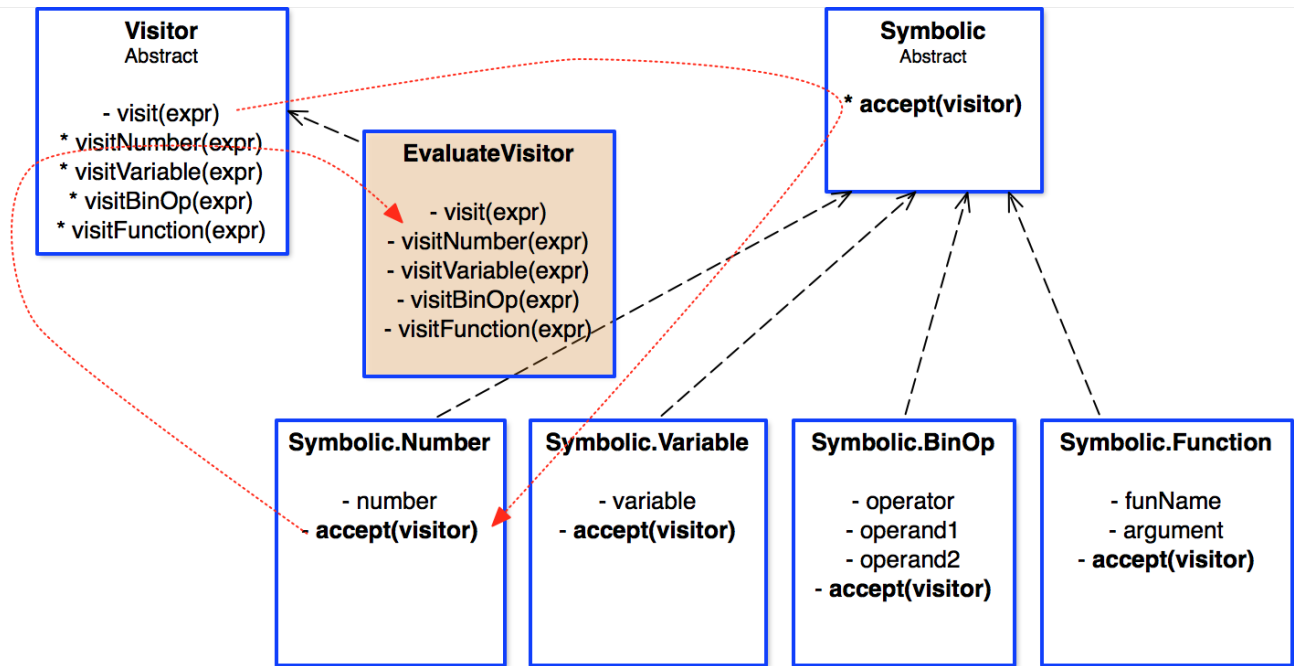 Visitor
Abstract
- visit(expr)
* visitNumber(expr)
* visitVariable(expr)
* visitBinOp(expr)
* visitFunction(expr)
EvaluateVisitor
- visit(expr)
- visitNumber(expr)
- visitVariable(expr)
- visitBinOp(expr)
- visitFunction(expr)
Symbolic
Abstract
* accept(visitor)
Symbolic.Number
- number
- accept(visitor)
Symbolic.Variable
- variable
- accept(visitor)
Symbolic.BinOp
- operator
- operand1
- operand2
- accept(visitor)
Symbolic.Function
- funName
- argument
- accept(visitor)